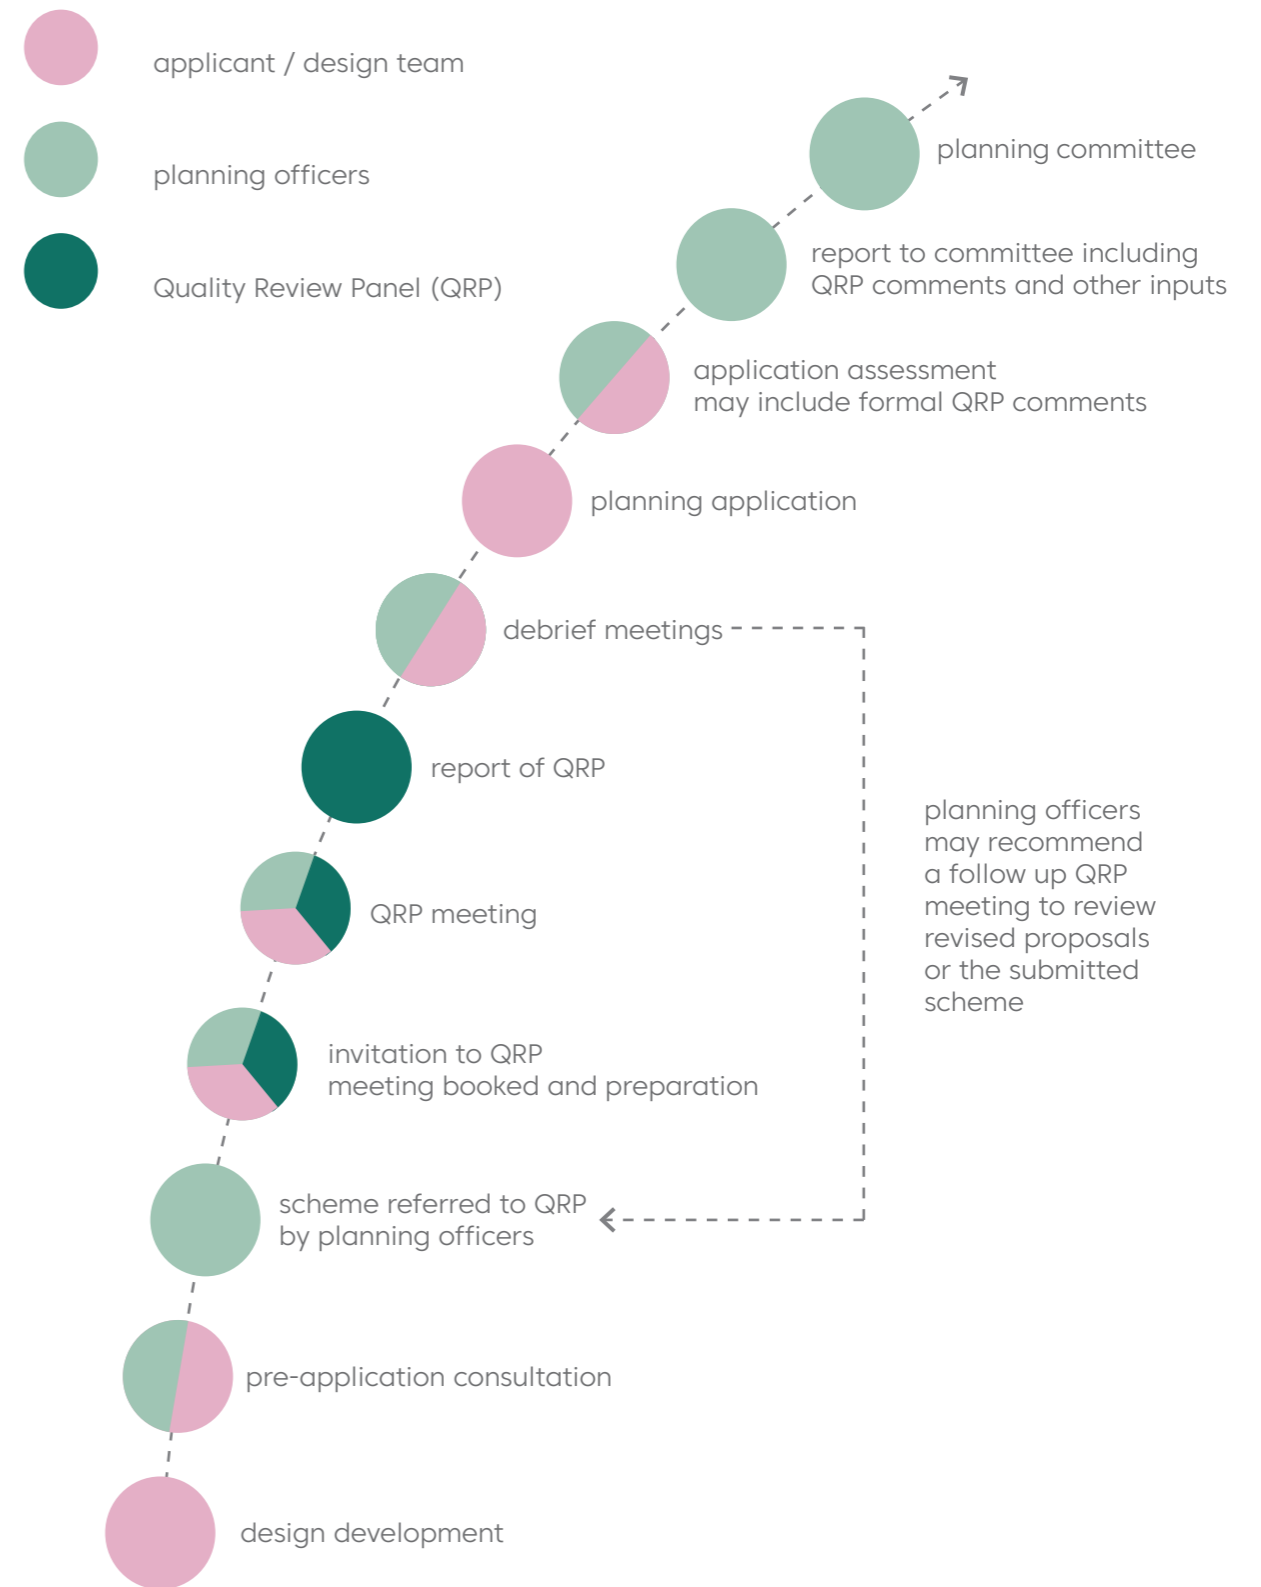 applicant / design team
planning officers
Quality Review Panel (QRP)
planning committee
report to committee including
QRP comments and other inputs
application assessment
may include formal QRP comments
planning application
debrief meetings
report of QRP
planning officers
may recommend
a follow up QRP
meeting to review
revised proposals
or the submitted
scheme
QRP meeting
invitation to QRP
meeting booked and preparation
scheme referred to QRP
by planning officers
pre-application consultation
design development